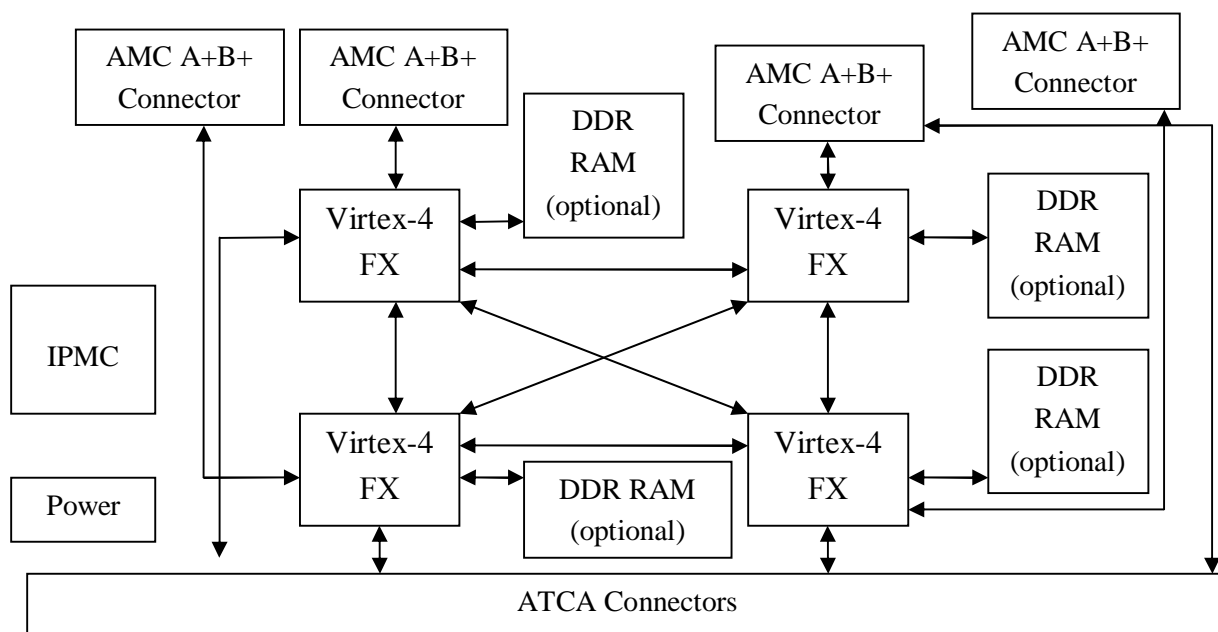 AMC A+B+
Connector
AMC A+B+
Connector
AMC A+B+
Connector
AMC A+B+
Connector
DDR
RAM
(optional)
Virtex-4
FX
Virtex-4
FX
DDR
RAM
(optional)
IPMC
DDR
RAM
(optional)
Virtex-4
FX
Virtex-4
FX
DDR RAM
(optional)
Power
ATCA Connectors